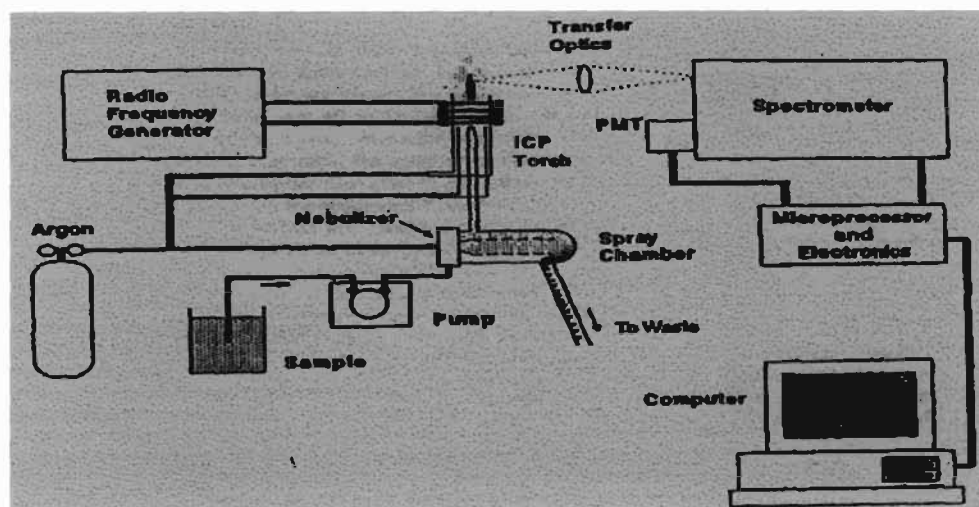 Transfer
Optics
Radio
Frequency
Generator
Spectrometer
PMT
ICP
Torch
Nebulizer
Argon
Microprocessor
and
Electronics
Spray
Chamber
Pump
To Waste
Sample
Computer